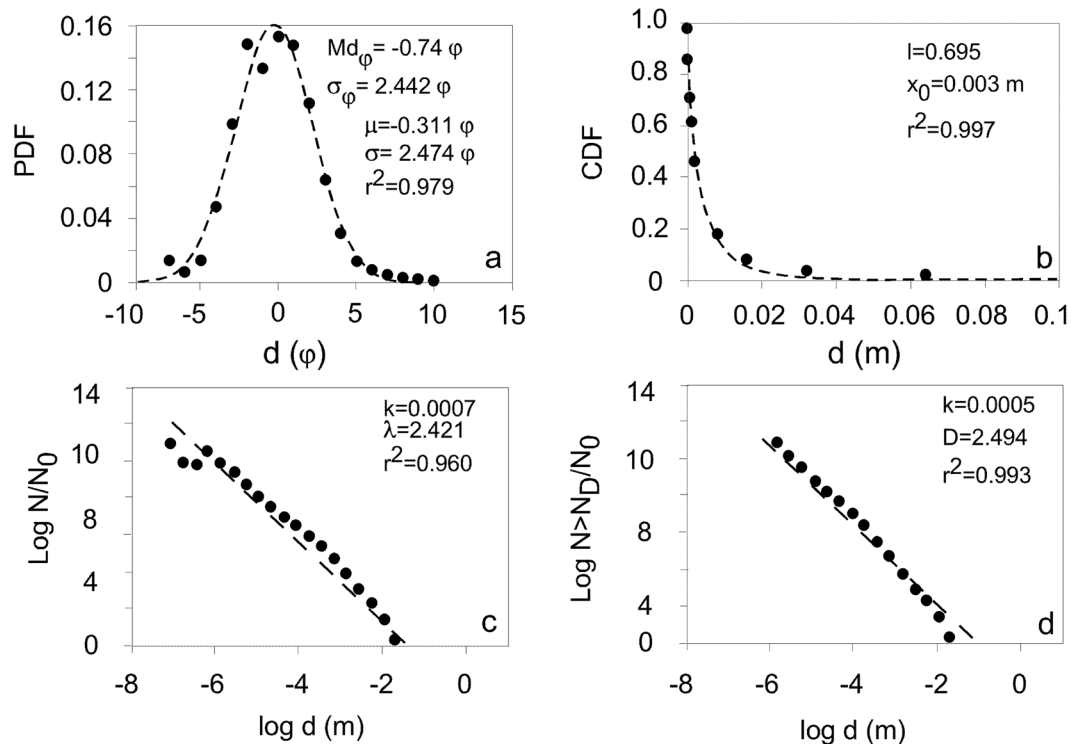 0.16
0.12
0.08
0.04
0
PDF
Md_φ= -0.74 φ
σ_φ= 2.442 φ
μ=-0.311 φ
σ= 2.474 φ
r²=0.979
a
-10 -5 0 5 10 15
d (φ)
1.0
0.8
0.6
0.4
0.2
0
CDF
l=0.695
x₀=0.003 m
r²=0.997
b
0 0.02 0.04 0.06 0.08 0.1
d (m)
14
10
8
4
0
Log N/N₀
k=0.0007
λ=2.421
r²=0.960
c
-8 -6 -4 -2 0
log d (m)
14
10
8
4
0
Log N>N_D/N₀
k=0.0005
D=2.494
r²=0.993
d
-8 -6 -4 -2 0
log d (m)